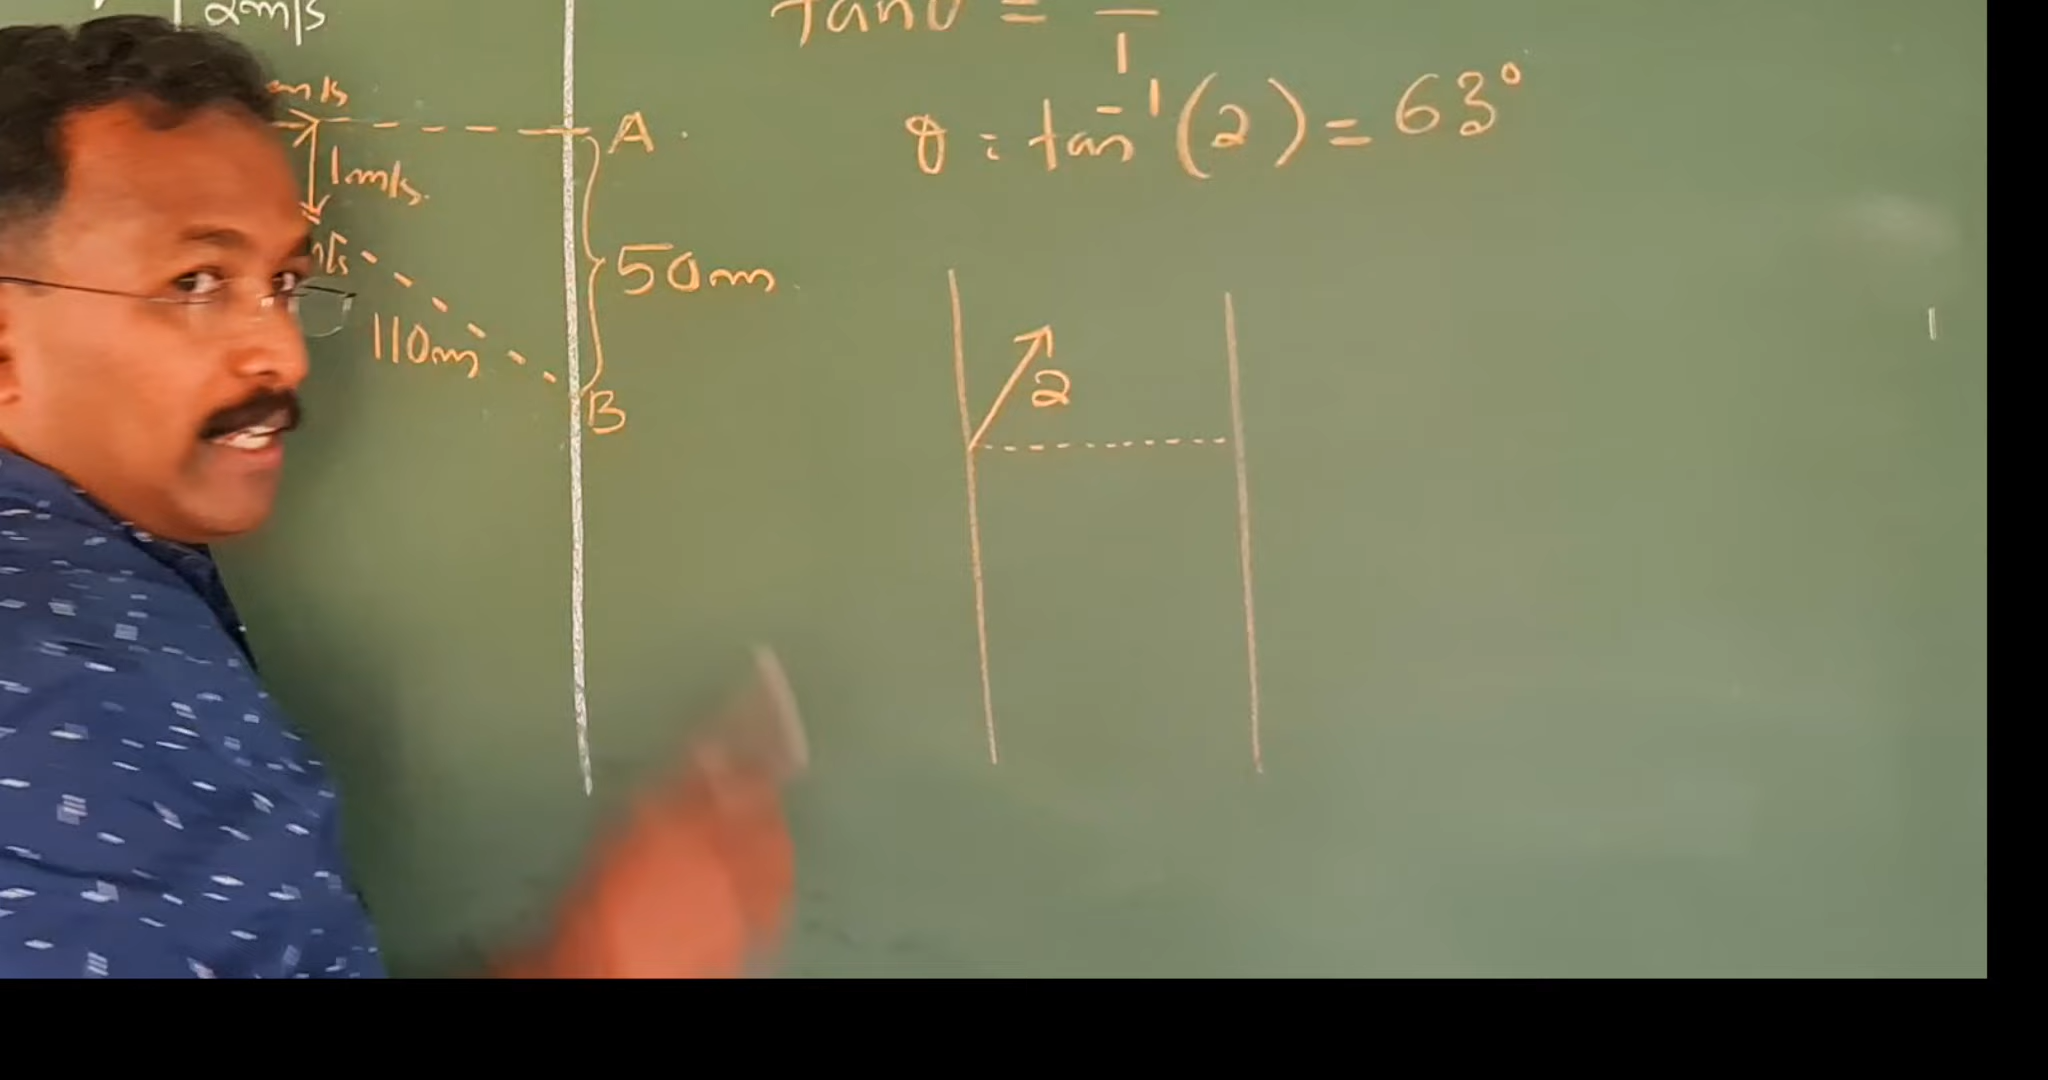 2m/s
tanθ = /1
m/s
A.
θ = tan⁻¹(2) = 63°
1m/s.
50m
m/s
110m
2
B